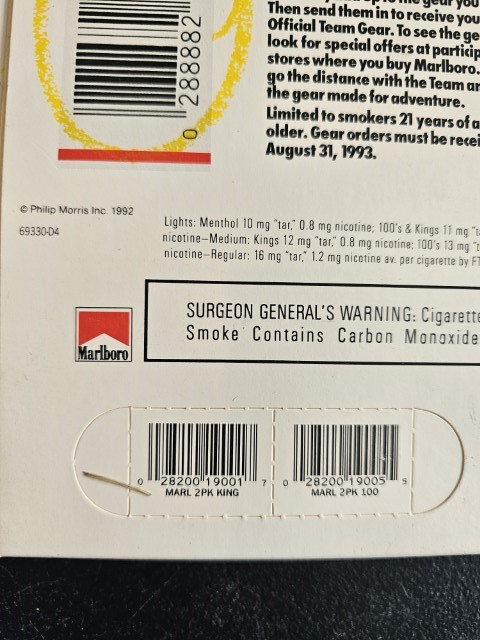 0 288882
Then send them in to receive you
Official Team Gear. To see the ge
look for special offers at particip
stores where you buy Marlboro.
go the distance with the Team an
the gear made for adventure.
Limited to smokers 21 years of a
older. Gear orders must be recei
August 31, 1993.
© Philip Morris Inc. 1992
69330-D4
Lights: Menthol 10 mg "tar," 0.8 mg nicotine; 100's & Kings 11 mg "t
nicotine—Medium: Kings 12 mg "tar," 0.8 mg nicotine; 100's 13 mg "t
nicotine—Regular: 16 mg "tar," 1.2 mg nicotine av. per cigarette by FT
SURGEON GENERAL'S WARNING: Cigarette
Smoke Contains Carbon Monoxide
Marlboro
0 28200 19001 7
MARL 2PK KING
0 28200 19005 5
MARL 2PK 100